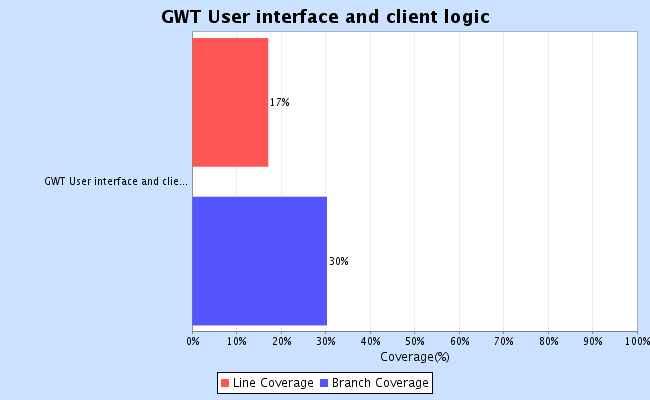 GWT User interface and client logic
17%
GWT User interface and clie...
30%
0% 10% 20% 30% 40% 50% 60% 70% 80% 90% 100%
Coverage(%)
Line Coverage Branch Coverage